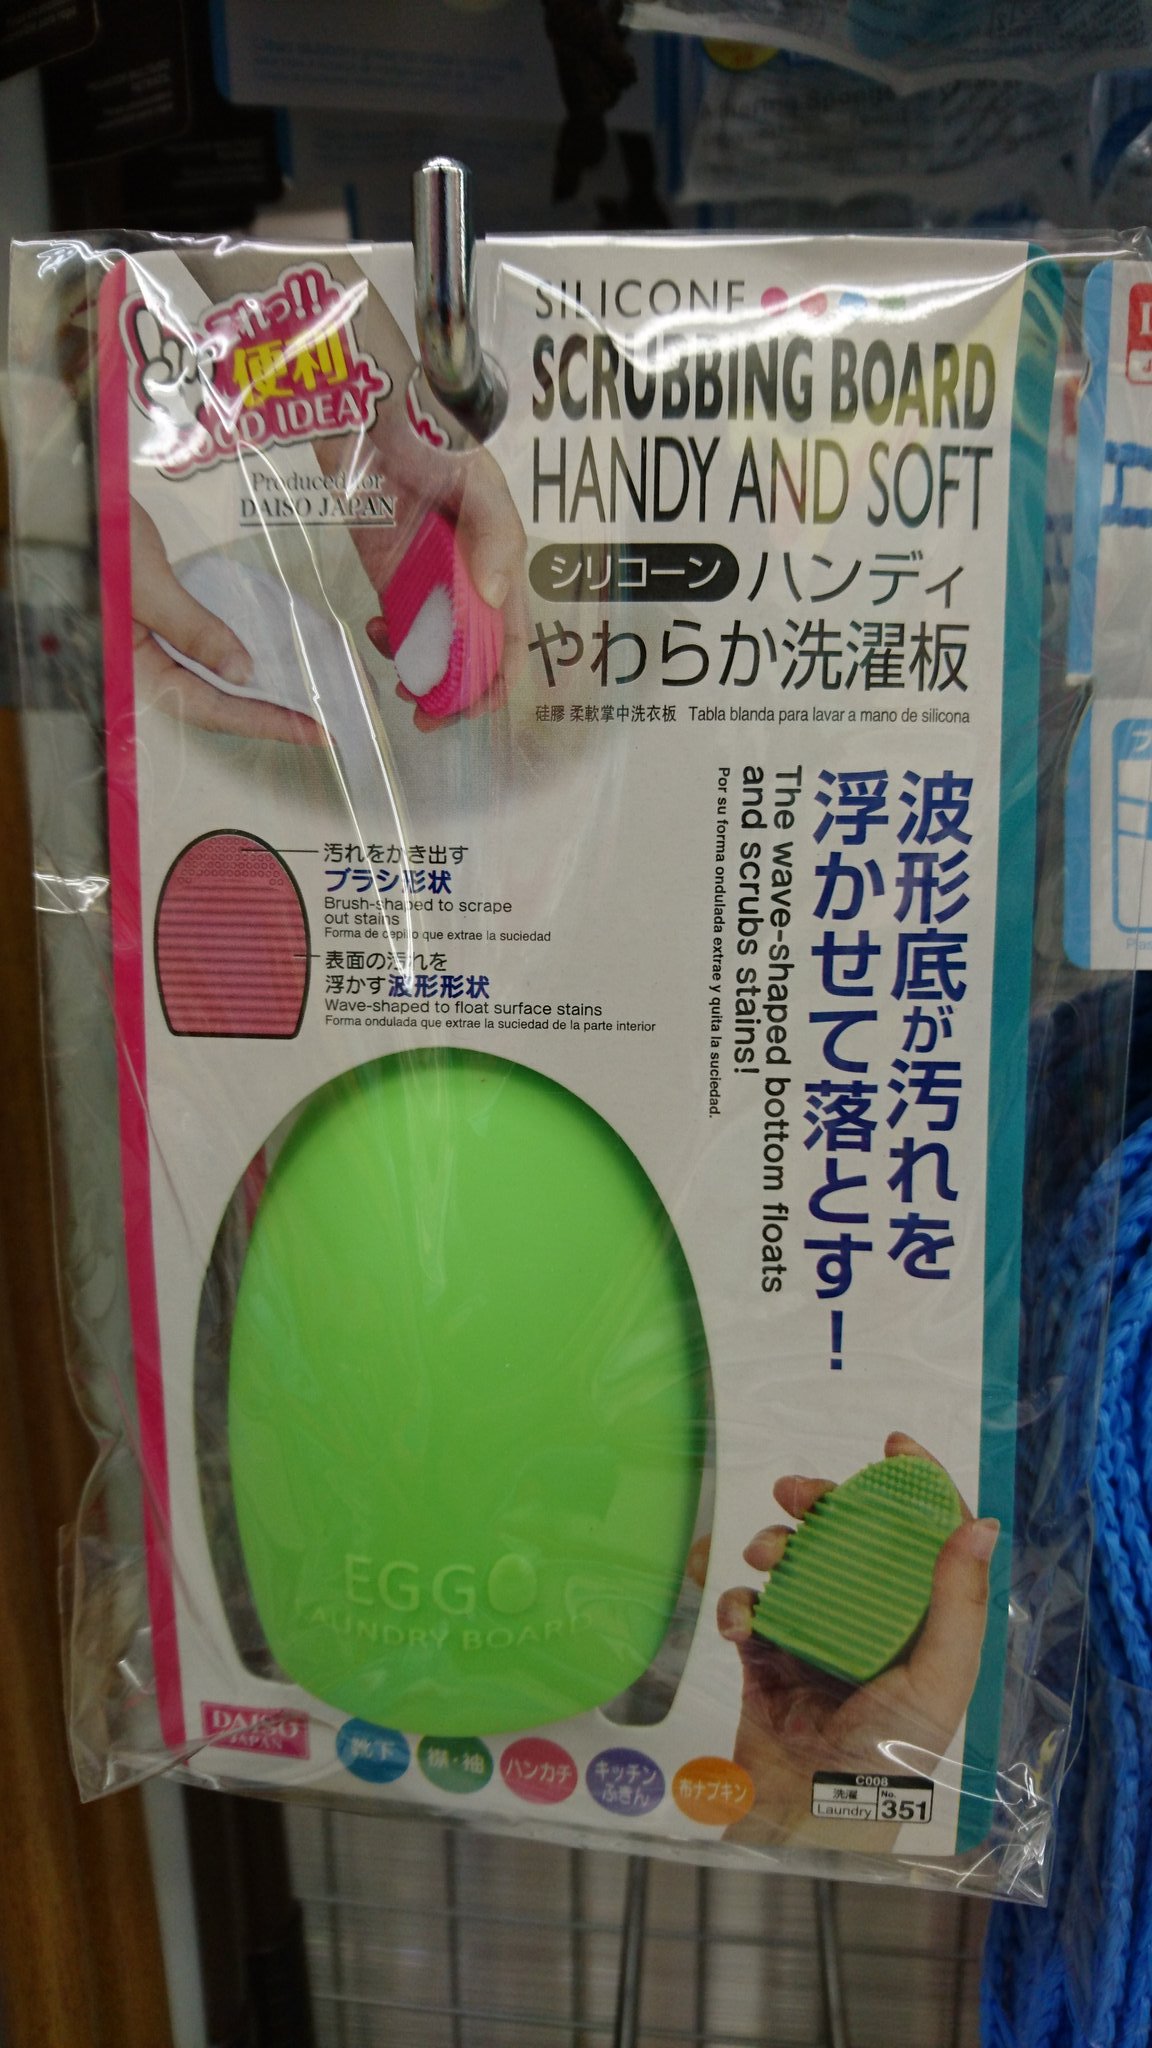 これっ!!
便利
GOOD IDEA
Produced for
DAISO JAPAN
SILICONE
SCRUBBING BOARD
HANDY AND SOFT
シリコーン ハンディ
やわらか洗濯板
硅膠 柔軟掌中洗衣板 Tabla blanda para lavar a mano de silicona
波形底が汚れを
浮かせて落とす!
The wave-shaped bottom floats
and scrubs stains!
Por su forma ondulada extrae y quita la suciedad.
汚れをかき出す
ブラシ形状
Brush-shaped to scrape
out stains
Forma de cepillo que extrae la suciedad
表面の汚れを
浮かす波形形状
Wave-shaped to float surface stains
Forma ondulada que extrae la suciedad de la parte interior
EGGO
LAUNDRY BOARD
DAISO
JAPAN
靴下
襟・袖
ハンカチ
キッチン
ふきん
布ナプキン
C008
洗濯
Laundry
No.
351